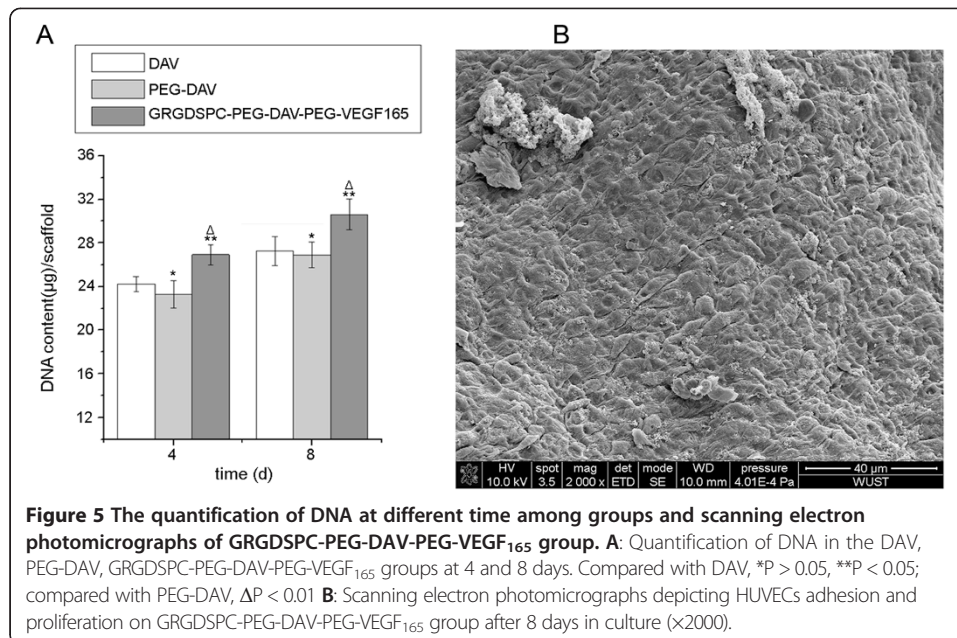 A
B
DAV
PEG-DAV
GRGDSPC-PEG-DAV-PEG-VEGF165
DNA content(μg)/scaffold
36
32
28
24
20
16
12
*
Δ
**
*
Δ
**
4
8
time (d)
HV spot mag det mode WD pressure 40 μm
10.0 kV 3.5 2 000 x ETD SE 10.0 mm 4.01E-4 Pa WUST
Figure 5 The quantification of DNA at different time among groups and scanning electron
photomicrographs of GRGDSPC-PEG-DAV-PEG-VEGF₁₆₅ group. A: Quantification of DNA in the DAV,
PEG-DAV, GRGDSPC-PEG-DAV-PEG-VEGF₁₆₅ groups at 4 and 8 days. Compared with DAV, *P > 0.05, **P < 0.05;
compared with PEG-DAV, ΔP < 0.01 B: Scanning electron photomicrographs depicting HUVECs adhesion and
proliferation on GRGDSPC-PEG-DAV-PEG-VEGF₁₆₅ group after 8 days in culture (×2000).